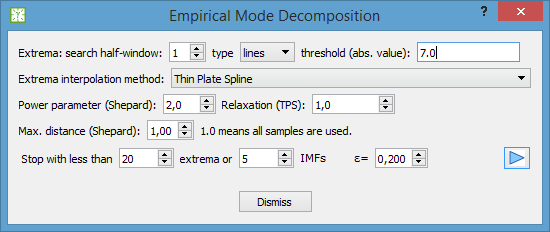 Empirical Mode Decomposition ?
Extrema: search half-window: 1 type lines threshold (abs. value): 7.0
Extrema interpolation method: Thin Plate Spline
Power parameter (Shepard): 2,0 Relaxation (TPS): 1,0
Max. distance (Shepard): 1,00 1.0 means all samples are used.
Stop with less than 20 extrema or 5 IMFs ε= 0,200
Dismiss